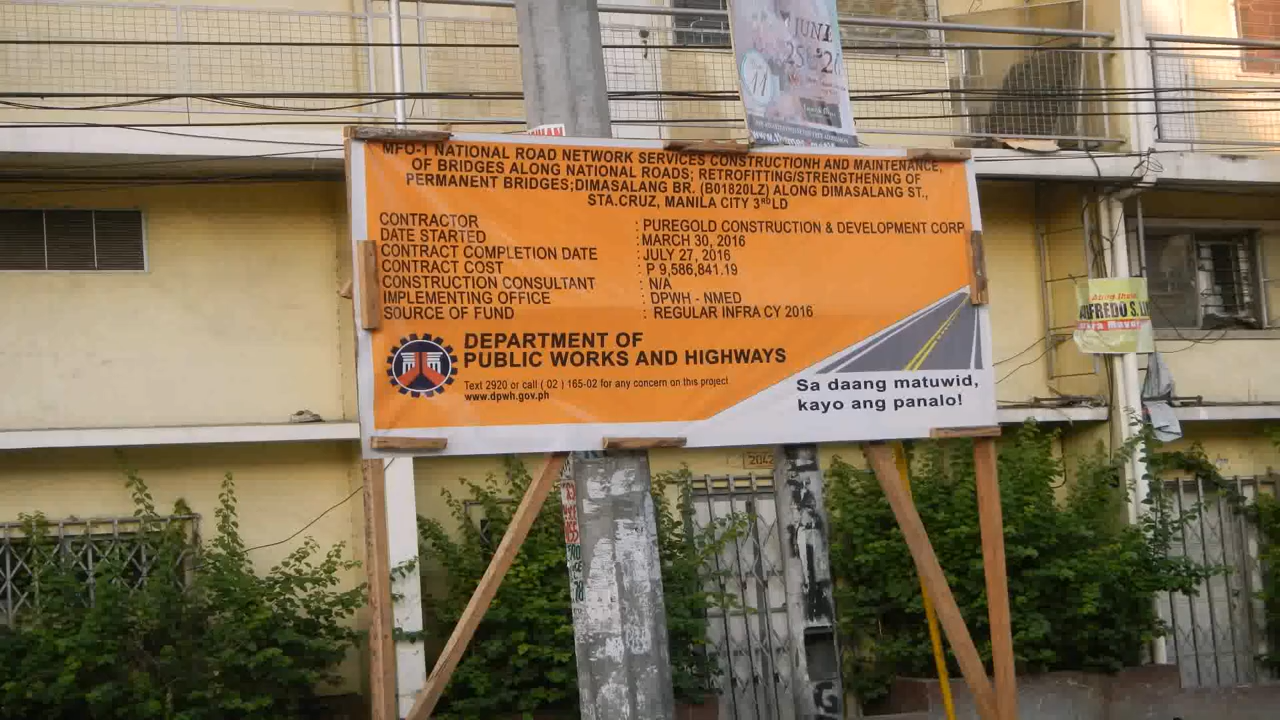 JUNE
MFO-1 NATIONAL ROAD NETWORK SERVICES CONSTRUCTIONH AND MAINTENANCE,
OF BRIDGES ALONG NATIONAL ROADS; RETROFITTING/STRENGTHENING OF
PERMANENT BRIDGES;DIMASALANG BR. (B01820LZ) ALONG DIMASALANG ST.,
STA.CRUZ, MANILA CITY 3RD LD
CONTRACTOR : PUREGOLD CONSTRUCTION & DEVELOPMENT CORP
DATE STARTED : MARCH 30, 2016
CONTRACT COMPLETION DATE : JULY 27, 2016
CONTRACT COST : P 9,586,841.19
CONSTRUCTION CONSULTANT : N/A
IMPLEMENTING OFFICE : DPWH - NMED
SOURCE OF FUND : REGULAR INFRA CY 2016
DEPARTMENT OF
PUBLIC WORKS AND HIGHWAYS
Text 2920 or call ( 02 ) 165-02 for any concern on this project
www.dpwh.gov.ph
Sa daang matuwid,
kayo ang panalo!
ALFREDO S.
2042